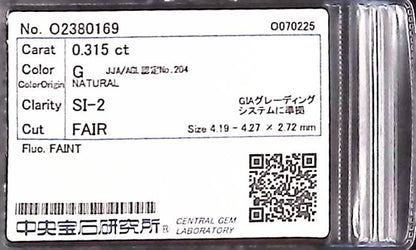 No. O2380169 O070225
Carat 0.315 ct
Color G JJA/AGL認定No.204
ColorOrigin NATURAL
Clarity SI-2 GIAグレーディング
システムに準拠
Cut FAIR Size 4.19 - 4.27 × 2.72 mm
Fluo. FAINT
中央宝石研究所® CENTRAL GEM
LABORATORY